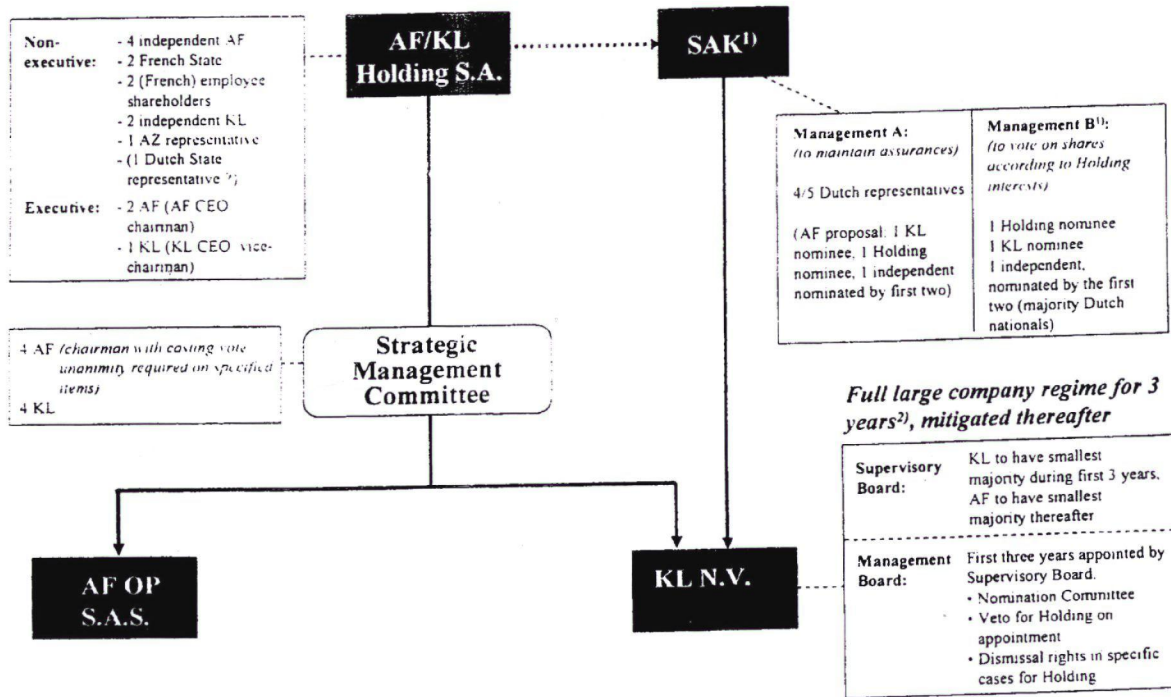 Non-executive:
- 4 independent AF
- 2 French State
- 2 (French) employee
shareholders
- 2 independent KL
- 1 AZ representative
- (1 Dutch State
representative ?)
Executive:
- 2 AF (AF CEO
chairman)
- 1 KL (KL CEO vice-
chairman)
AF/KL
Holding S.A.
SAK1)
Management A:
(to maintain assurances)
4/5 Dutch representatives
(AF proposal. 1 KL
nominee, 1 Holding
nominee, 1 independent
nominated by first two)
Management B1):
(to vote on shares
according to Holding
interests)
1 Holding nominee
1 KL nominee
1 independent,
nominated by the first
two (majority Dutch
nationals)
4 AF (chairman with casting vote
unanimity required on specified
items)
4 KL
Strategic
Management
Committee
Full large company regime for 3
years2), mitigated thereafter
Supervisory
Board:
KL to have smallest
majority during first 3 years.
AF to have smallest
majority thereafter
Management
Board:
First three years appointed by
Supervisory Board.
• Nomination Committee
• Veto for Holding on
appointment
• Dismissal rights in specific
cases for Holding
AF OP
S.A.S.
KL N.V.